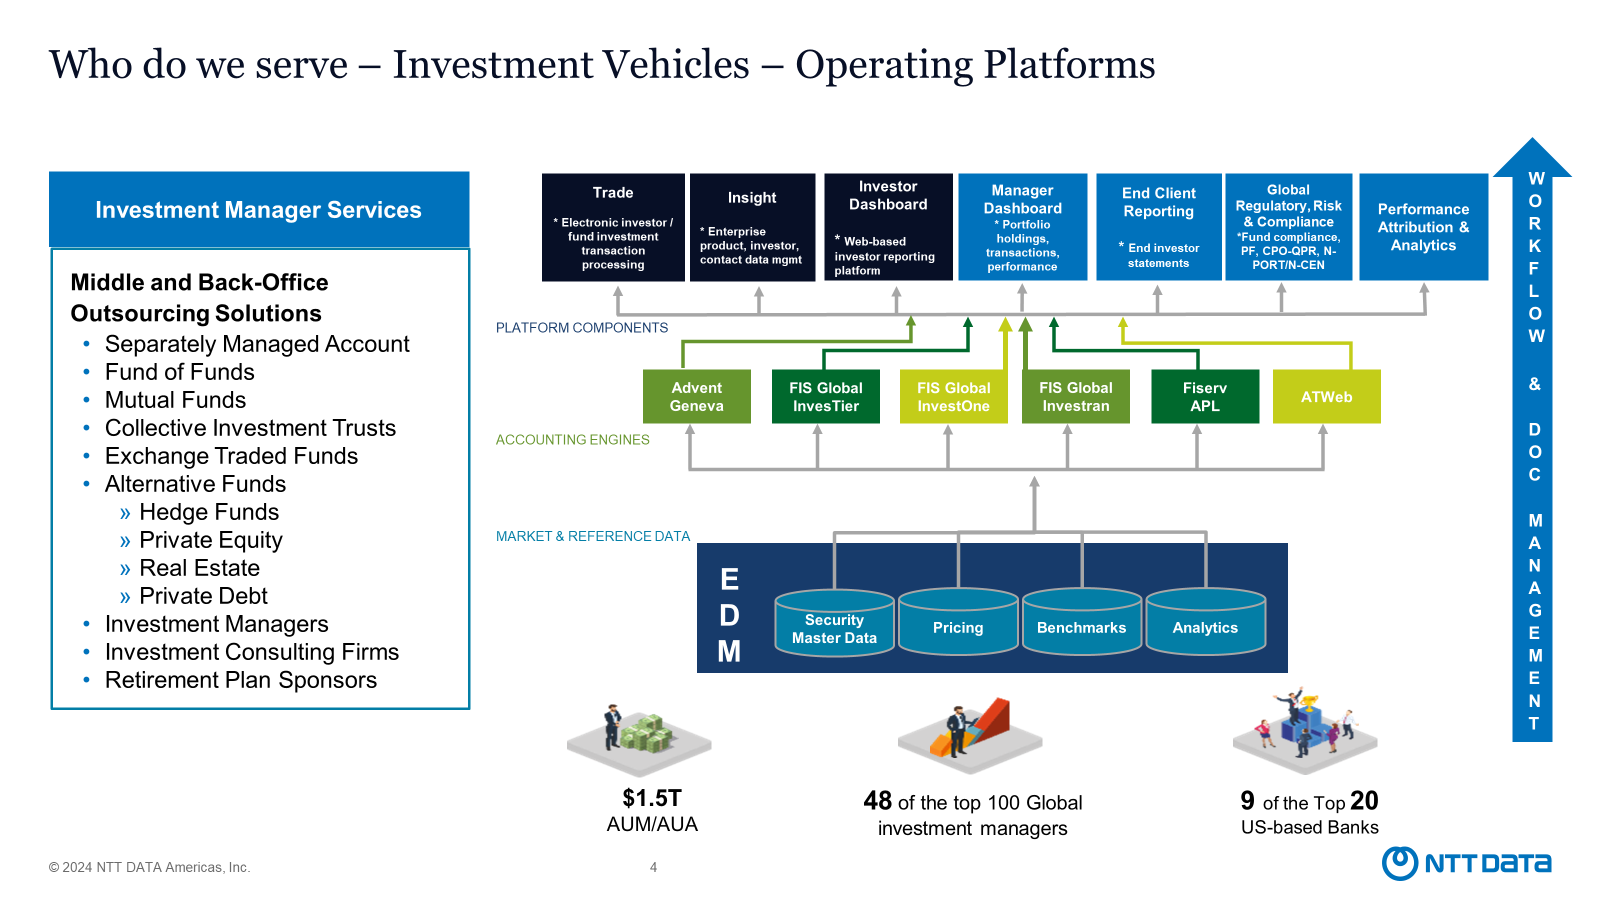 Who do we serve – Investment Vehicles – Operating Platforms
Investment Manager Services
Middle and Back-Office
Outsourcing Solutions
• Separately Managed Account
• Fund of Funds
• Mutual Funds
• Collective Investment Trusts
• Exchange Traded Funds
• Alternative Funds
» Hedge Funds
» Private Equity
» Real Estate
» Private Debt
• Investment Managers
• Investment Consulting Firms
• Retirement Plan Sponsors
Trade
* Electronic investor /
fund investment
transaction
processing
Insight
* Enterprise
product, investor,
contact data mgmt
Investor
Dashboard
* Web-based
investor reporting
platform
Manager
Dashboard
* Portfolio
holdings,
transactions,
performance
End Client
Reporting
* End investor
statements
Global
Regulatory, Risk
& Compliance
*Fund compliance,
PF, CPO-QPR, N-
PORT/N-CEN
Performance
Attribution &
Analytics
PLATFORM COMPONENTS
Advent
Geneva
FIS Global
InvesTier
FIS Global
InvestOne
FIS Global
Investran
Fiserv
APL
ATWeb
ACCOUNTING ENGINES
MARKET & REFERENCE DATA
EDM
Security
Master Data
Pricing
Benchmarks
Analytics
WORKFLOW & DOC MANAGEMENT
$1.5T
AUM/AUA
48 of the top 100 Global
investment managers
9 of the Top 20
US-based Banks
© 2024 NTT DATA Americas, Inc.
4
NTT DATA